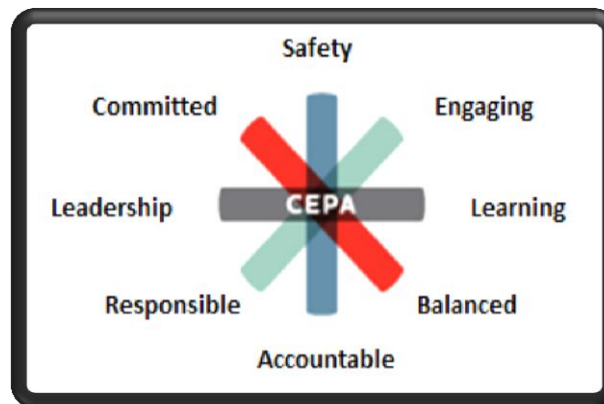 Safety
Committed
Engaging
Leadership
CEPA
Learning
Responsible
Balanced
Accountable